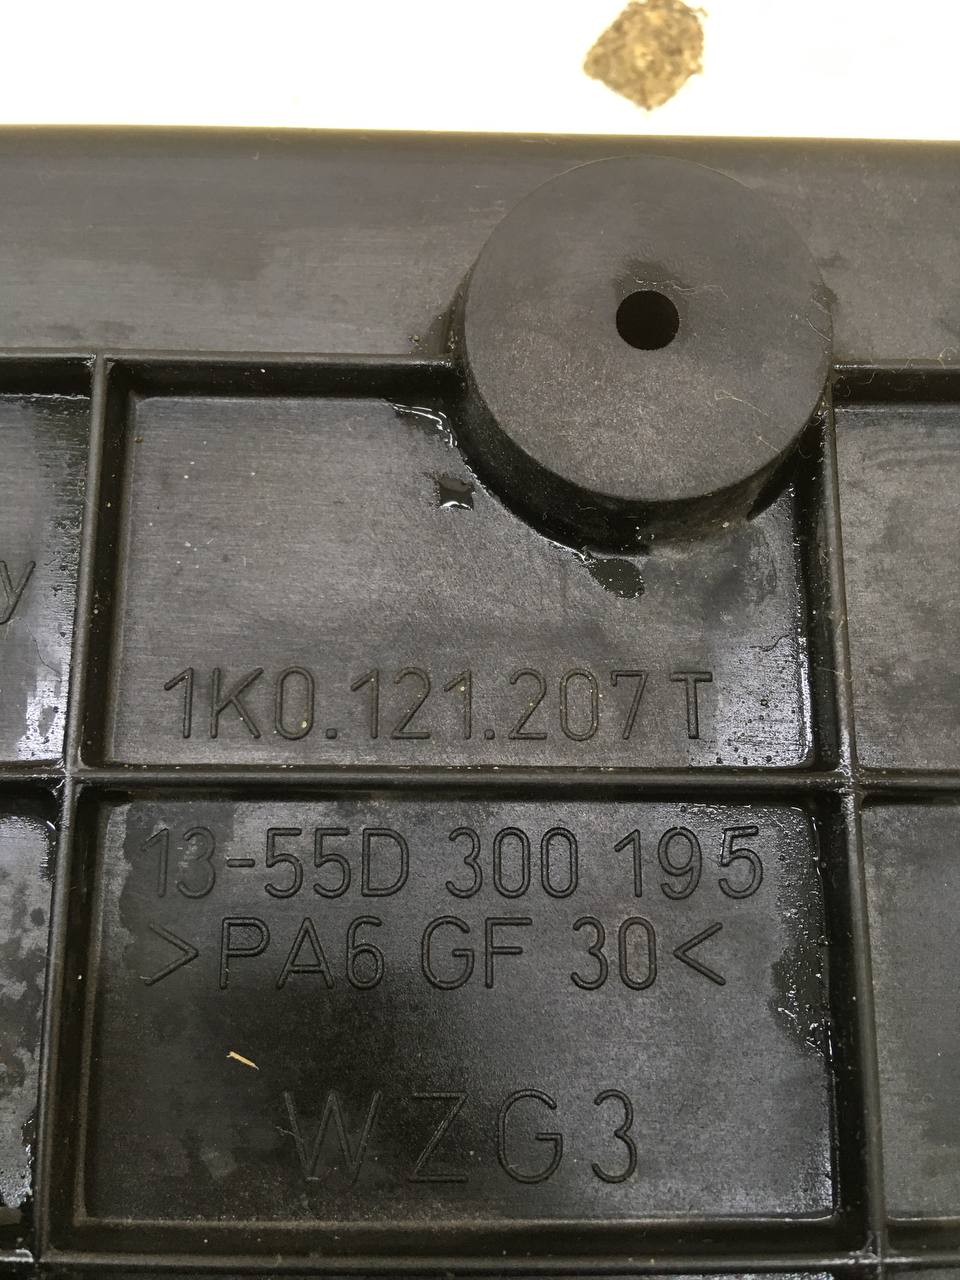 y
1K0.121.207 T
13-55D 300 195
>PA6 GF 30<
WZG3